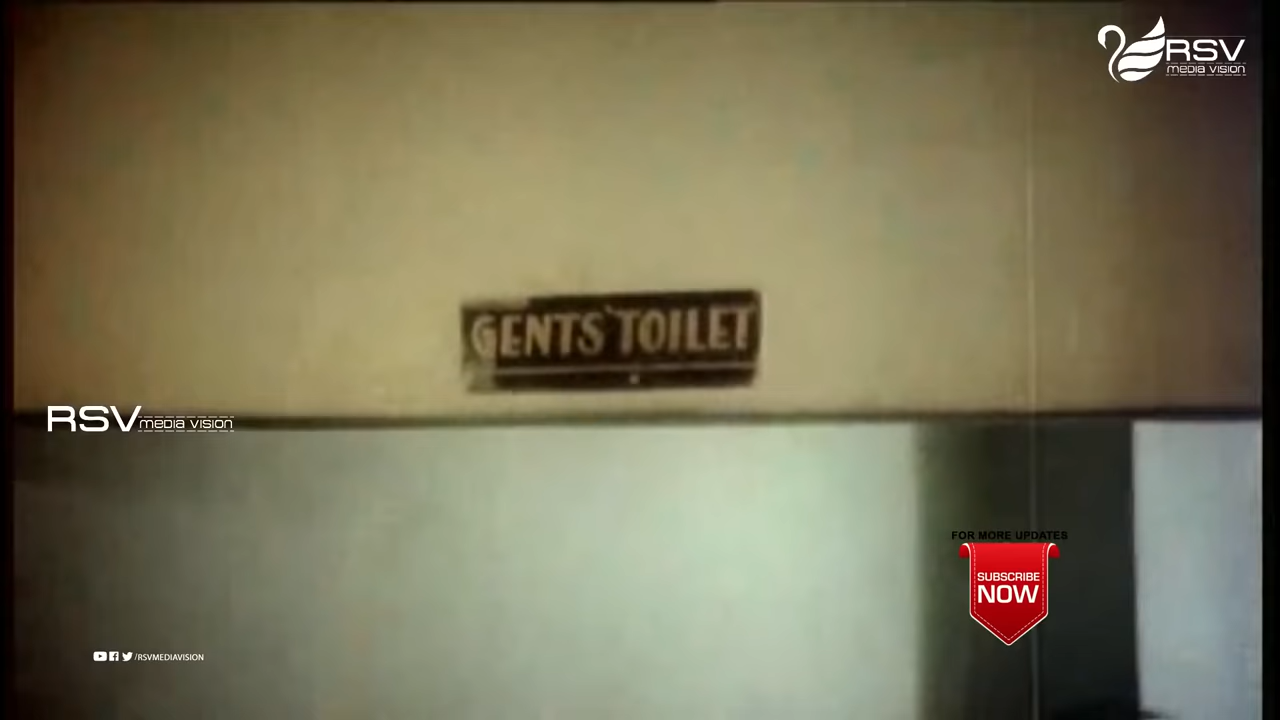 RSV
media vision
GENTS' TOILET
RSV media vision
FOR MORE UPDATES
SUBSCRIBE
NOW
/RSVMEDIAVISION